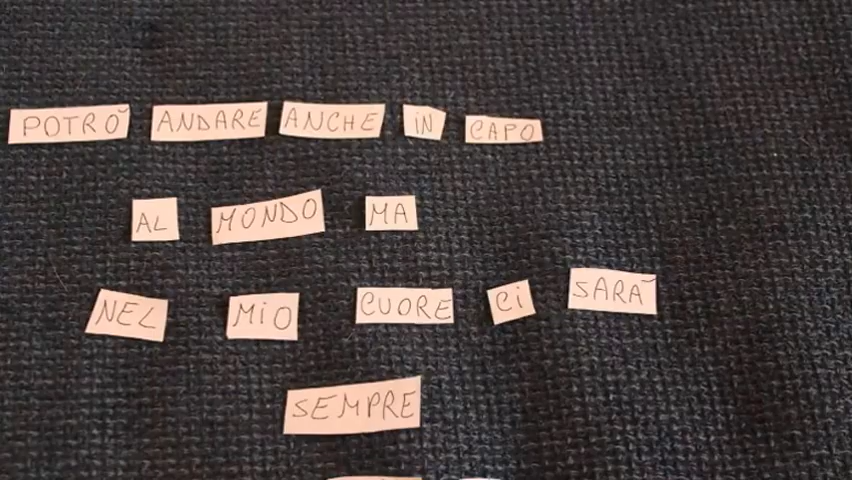 POTRÒ ANDARE ANCHE IN CAPO
AL MONDO MA
NEL MIO CUORE CI SARÀ
SEMPRE